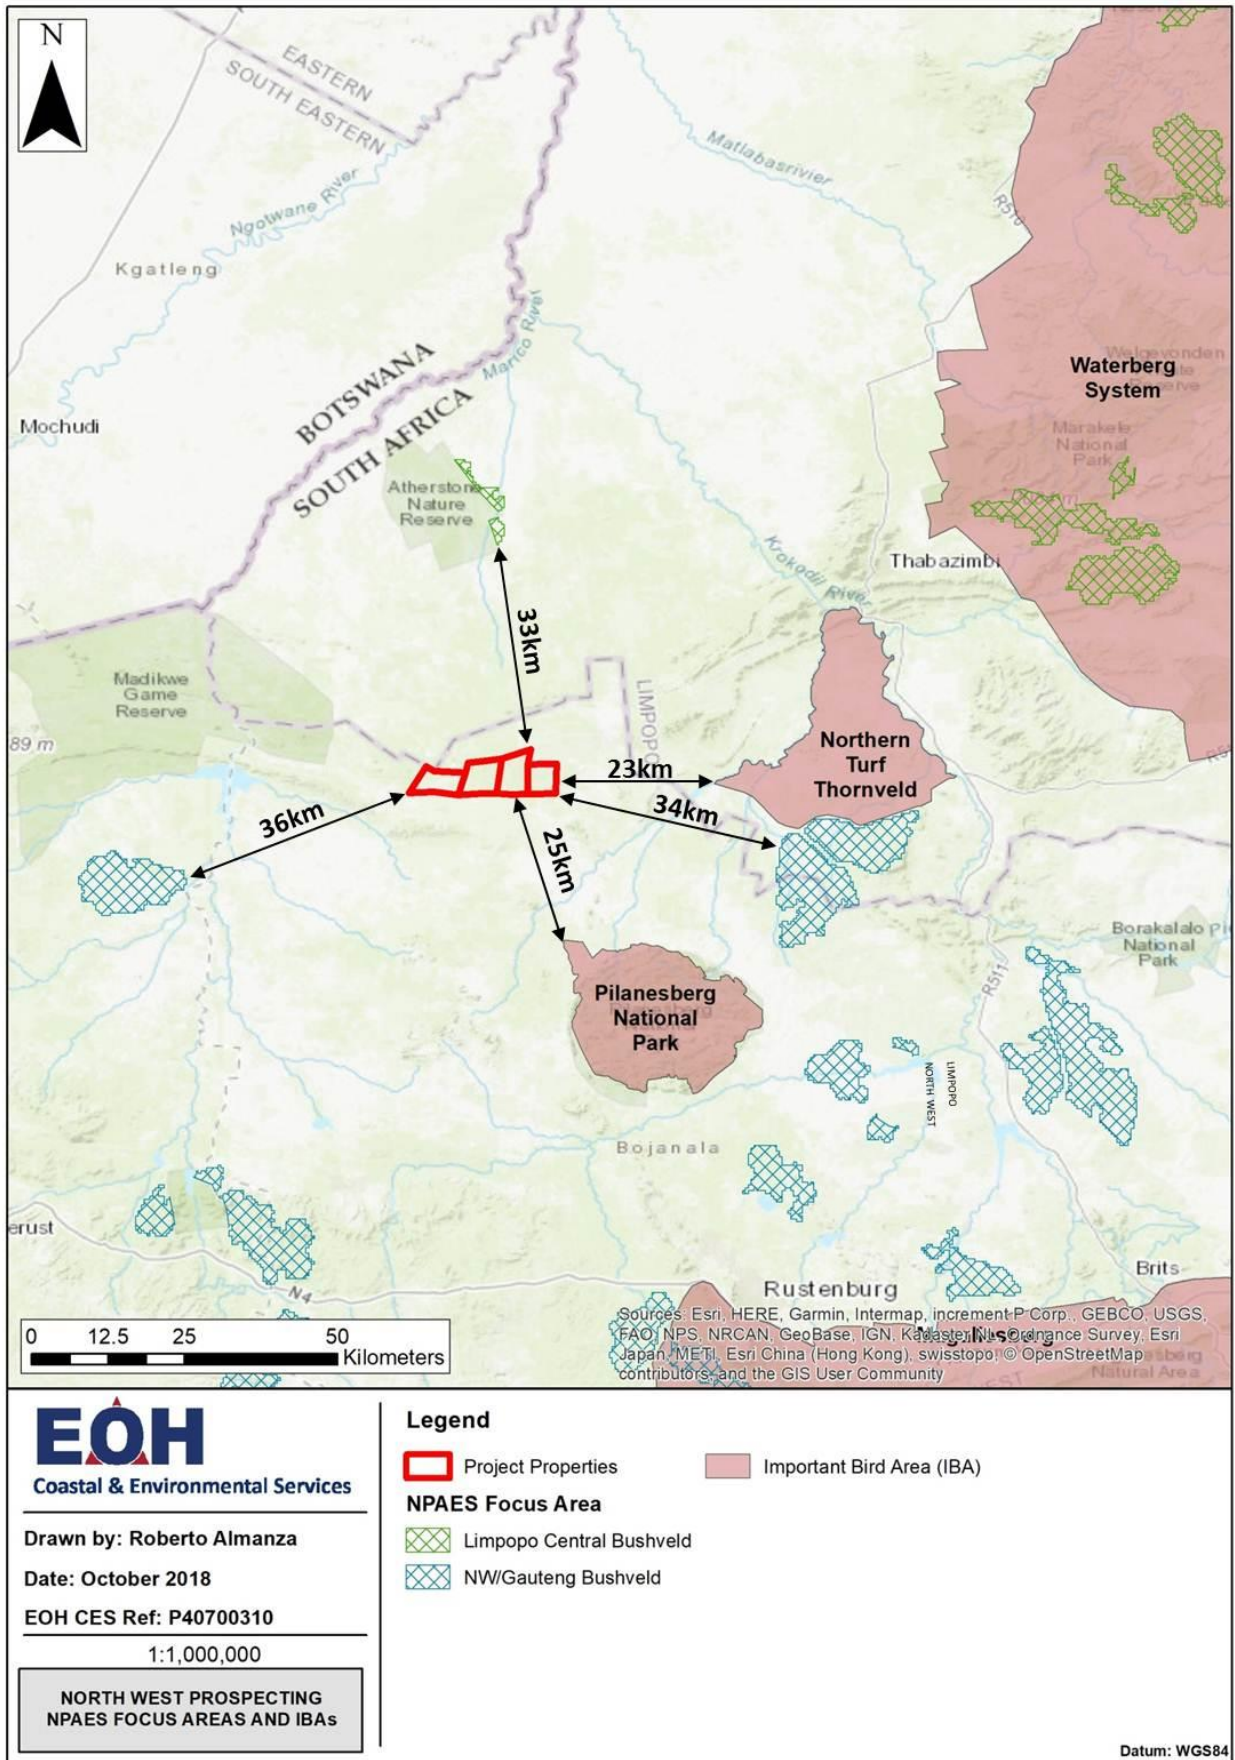 N
EASTERN
SOUTH EASTERN
Ngotwane River
Kgatleng
Matlabasrivier
R510
Waterberg
System
Marakele
National
Park
BOTSWANA
SOUTH AFRICA
Marico River
Mochudi
Atherstone
Nature
Reserve
Krokodil River
Thabazimbi
33km
Madikwe
Game
Reserve
89 m
LIMPOPO
Northern
Turf
Thornveld
23km
34km
36km
25km
Borakalalo
National
Park
R511
Pilanesberg
National
Park
LIMPOPO
NORTH WEST
Bojanala
erust
N4
Brits
Rustenburg
0 12.5 25 50
Kilometers
Sources: Esri, HERE, Garmin, Intermap, increment P Corp., GEBCO, USGS,
FAO, NPS, NRCAN, GeoBase, IGN, Kadaster NL, Ordnance Survey, Esri
Japan, METI, Esri China (Hong Kong), swisstopo, © OpenStreetMap
contributors, and the GIS User Community
EOH
Coastal & Environmental Services
Drawn by: Roberto Almanza
Date: October 2018
EOH CES Ref: P40700310
1:1,000,000
NORTH WEST PROSPECTING
NPAES FOCUS AREAS AND IBAs
Legend
Project Properties
Important Bird Area (IBA)
NPAES Focus Area
Limpopo Central Bushveld
NW/Gauteng Bushveld
Datum: WGS84